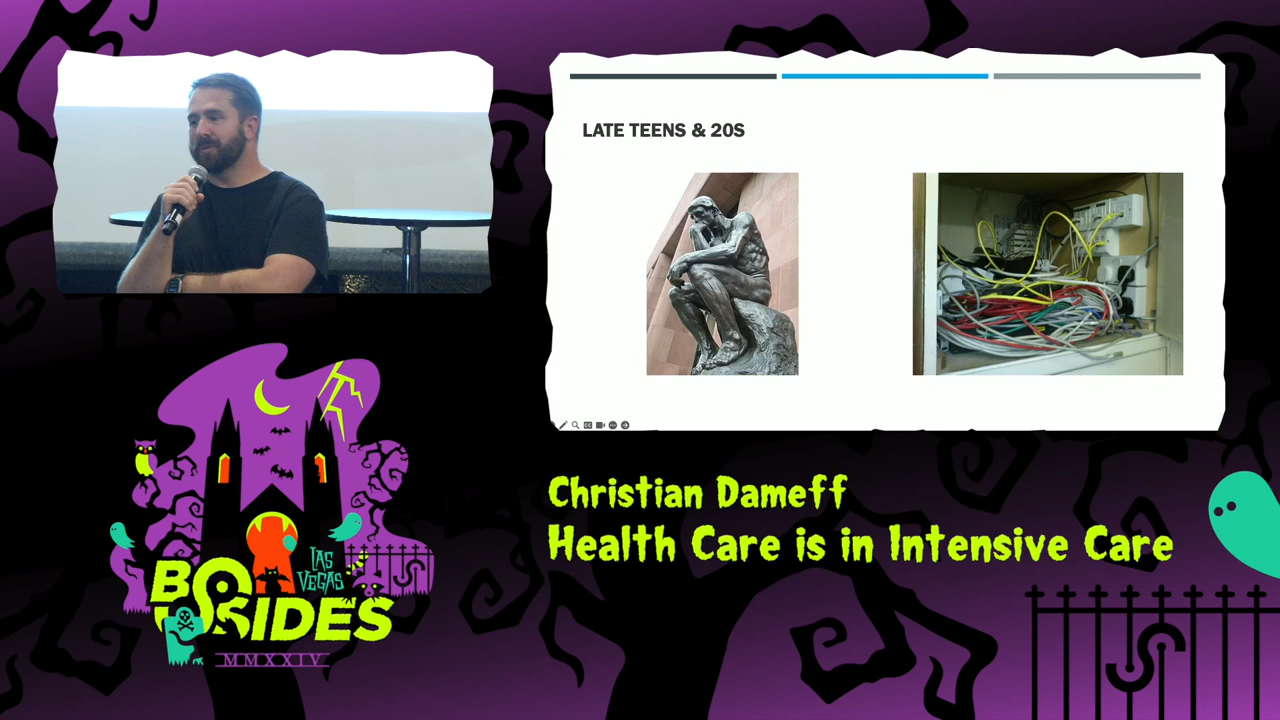 LATE TEENS & 20S
Christian Dameff
Health Care is in Intensive Care
LAS
VEGAS
BSIDES
MMXXIV